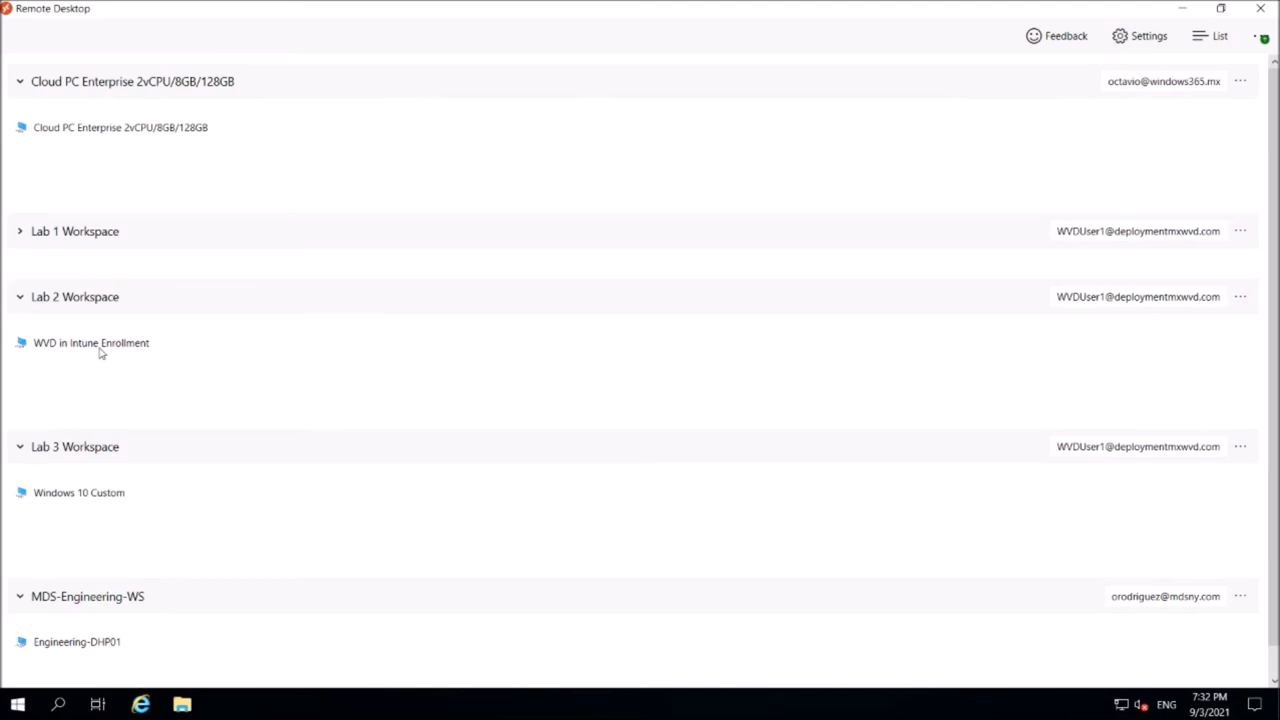 Remote Desktop
Feedback
Settings
List
Cloud PC Enterprise 2vCPU/8GB/128GB
octavio@windows365.mx
Cloud PC Enterprise 2vCPU/8GB/128GB
Lab 1 Workspace
WVDUser1@deploymentmxwvd.com
Lab 2 Workspace
WVDUser1@deploymentmxwvd.com
WVD in Intune Enrollment
Lab 3 Workspace
WVDUser1@deploymentmxwvd.com
Windows 10 Custom
MDS-Engineering-WS
orodriguez@mdsny.com
Engineering-DHP01
ENG
7:32 PM
9/3/2021